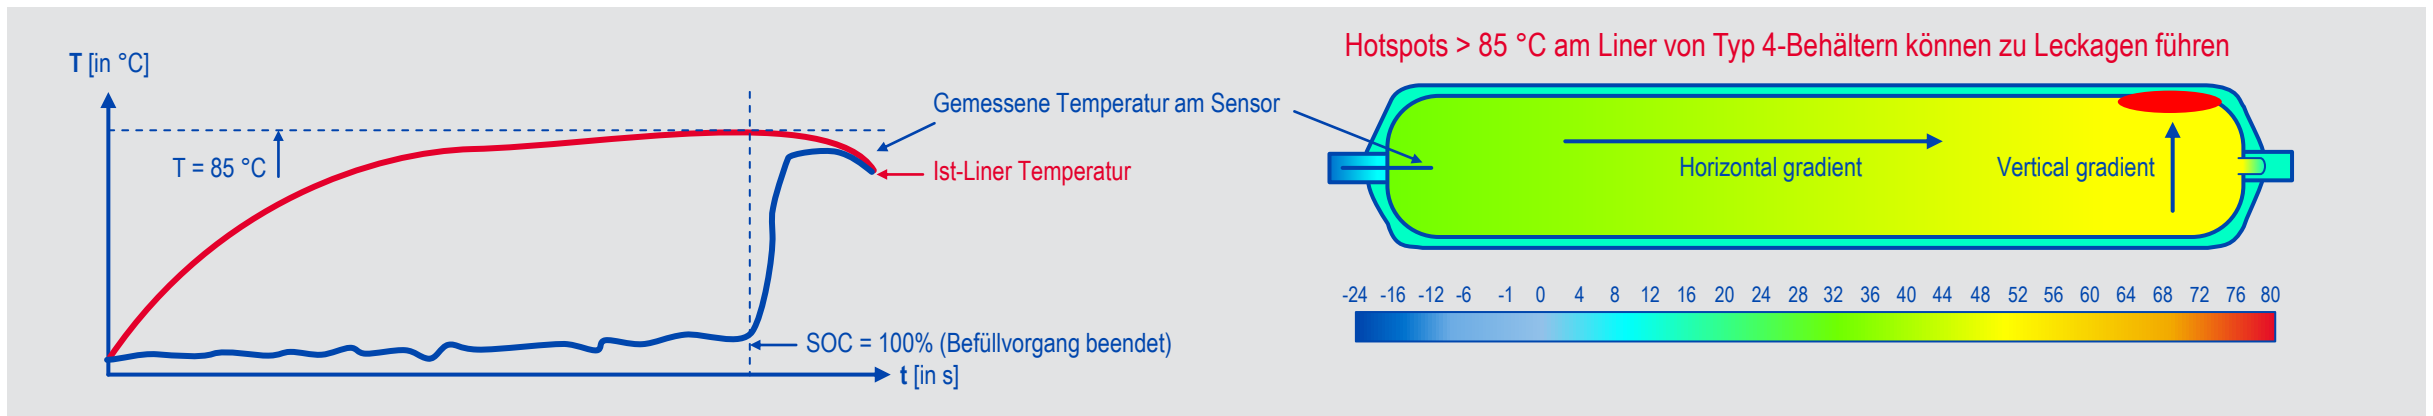 T [in °C]
T = 85 °C
Gemessene Temperatur am Sensor
Ist-Liner Temperatur
SOC = 100% (Befüllvorgang beendet)
t [in s]
Hotspots > 85 °C am Liner von Typ 4-Behältern können zu Leckagen führen
Horizontal gradient
Vertical gradient
-24 -16 -12 -6 -1 0 4 8 12 16 20 24 28 32 36 40 44 48 52 56 60 64 68 72 76 80